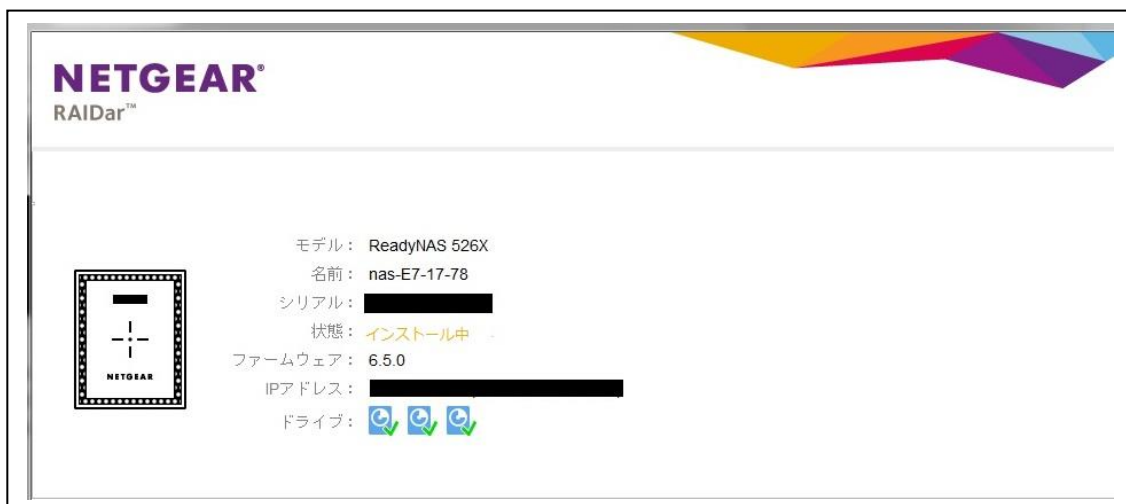 NETGEAR®
RAIDar™
モデル： ReadyNAS 526X
名前： nas-E7-17-78
シリアル：
状態： インストール中
ファームウェア： 6.5.0
IPアドレス：
ドライブ：
NETGEAR